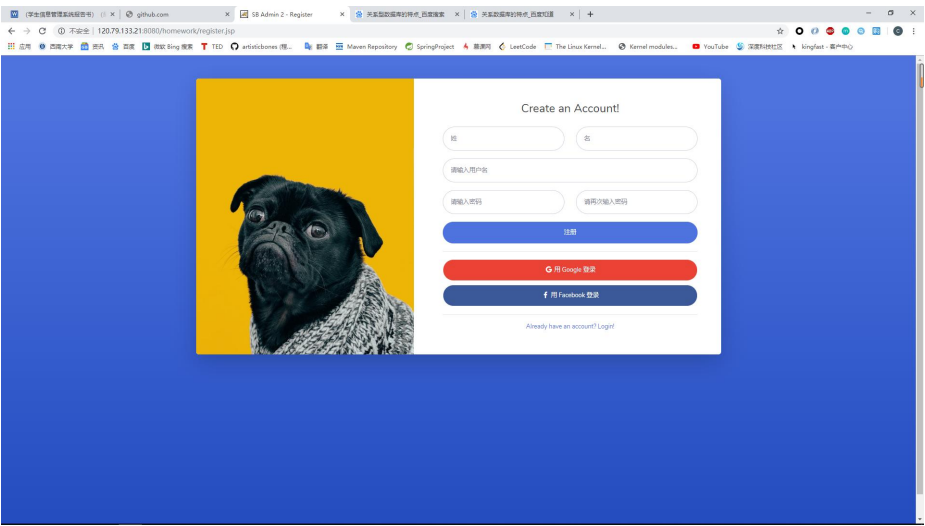 (学生信息管理系统报告书) (1 × github.com × SB Admin 2 - Register × 关系型数据库的特点_百度搜索 × 关系数据库的特点_百度知道 × +
不安全 | 120.79.133.21:8080/homework/register.jsp
应用 西南大学 资讯 百度 微软 Bing 搜索 TED artisticbones (雅... 翻译 Maven Repository SpringProject 慕课网 LeetCode The Linux Kernel... Kernel modules... YouTube 深度科技社区 kingfast - 客户中心
Create an Account!
姓 名
请输入用户名
请输入密码 请再次输入密码
注册
G 用 Google 登录
f 用 Facebook 登录
Already have an account? Login!